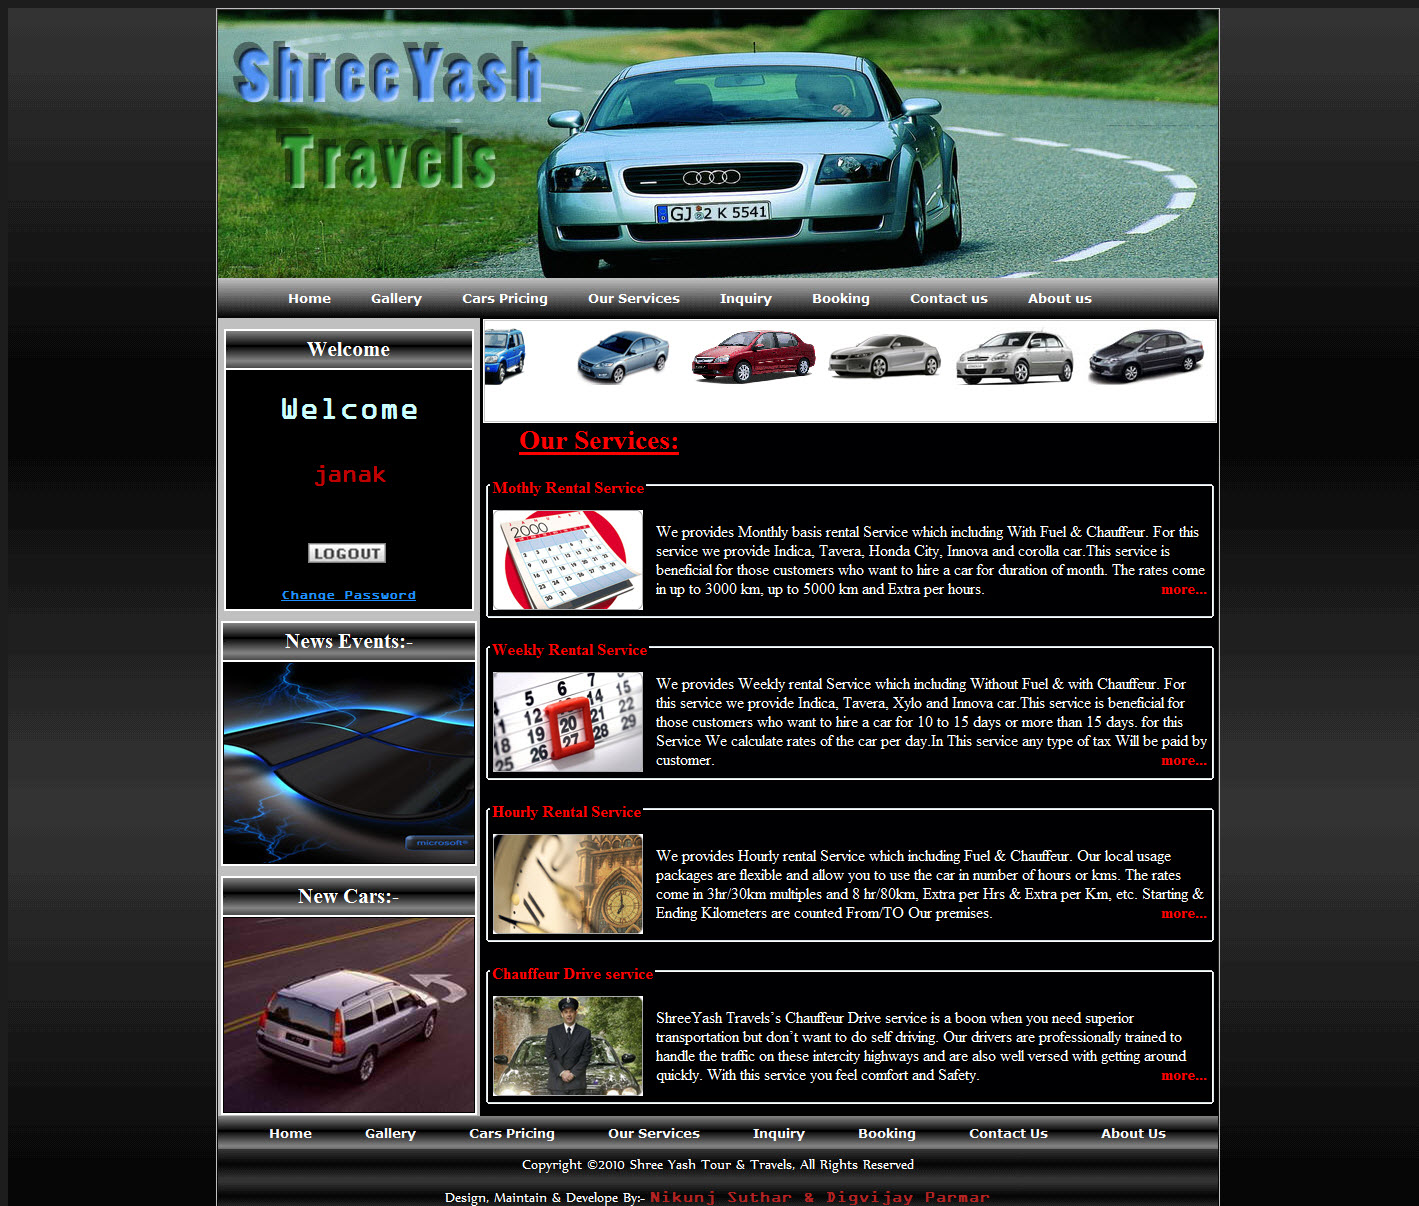 ShreeYash
Travels
GJ 2 K 5541
Home Gallery Cars Pricing Our Services Inquiry Booking Contact us About us
Welcome
Welcome
janak
LOGOUT
Change Password
News Events:-
microsoft®
New Cars:-
Our Services:
Mothly Rental Service
2000
We provides Monthly basis rental Service which including With Fuel & Chauffeur. For this
service we provide Indica, Tavera, Honda City, Innova and corolla car.This service is
beneficial for those customers who want to hire a car for duration of month. The rates come
in up to 3000 km, up to 5000 km and Extra per hours. more...
Weekly Rental Service
We provides Weekly rental Service which including Without Fuel & with Chauffeur. For
this service we provide Indica, Tavera, Xylo and Innova car.This service is beneficial for
those customers who want to hire a car for 10 to 15 days or more than 15 days. for this
Service We calculate rates of the car per day.In This service any type of tax Will be paid by
customer. more...
Hourly Rental Service
We provides Hourly rental Service which including Fuel & Chauffeur. Our local usage
packages are flexible and allow you to use the car in number of hours or kms. The rates
come in 3hr/30km multiples and 8 hr/80km, Extra per Hrs & Extra per Km, etc. Starting &
Ending Kilometers are counted From/TO Our premises. more...
Chauffeur Drive service
ShreeYash Travels’s Chauffeur Drive service is a boon when you need superior
transportation but don’t want to do self driving. Our drivers are professionally trained to
handle the traffic on these intercity highways and are also well versed with getting around
quickly. With this service you feel comfort and Safety. more...
Home Gallery Cars Pricing Our Services Inquiry Booking Contact Us About Us
Copyright ©2010 Shree Yash Tour & Travels, All Rights Reserved
Design, Maintain & Develope By:- Nikunj Suthar & Digvijay Parmar